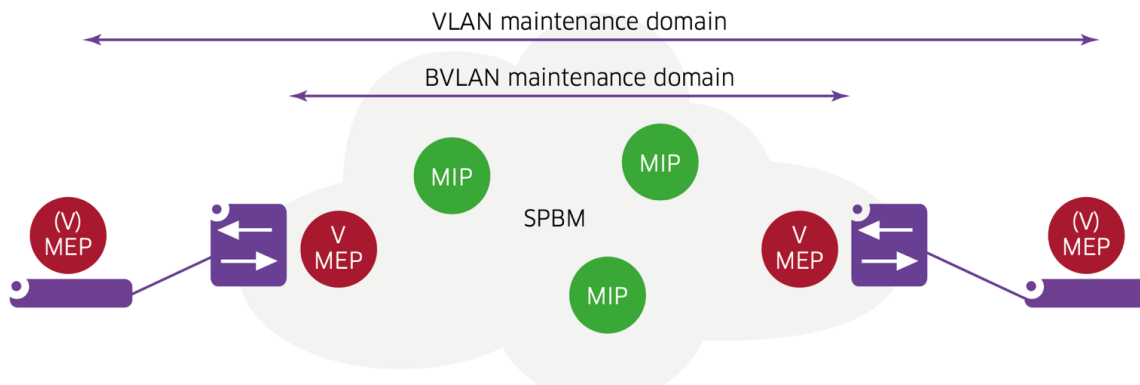 VLAN maintenance domain
BVLAN maintenance domain
MIP
MIP
(V)
MEP
V
MEP
SPBM
V
MEP
(V)
MEP
MIP